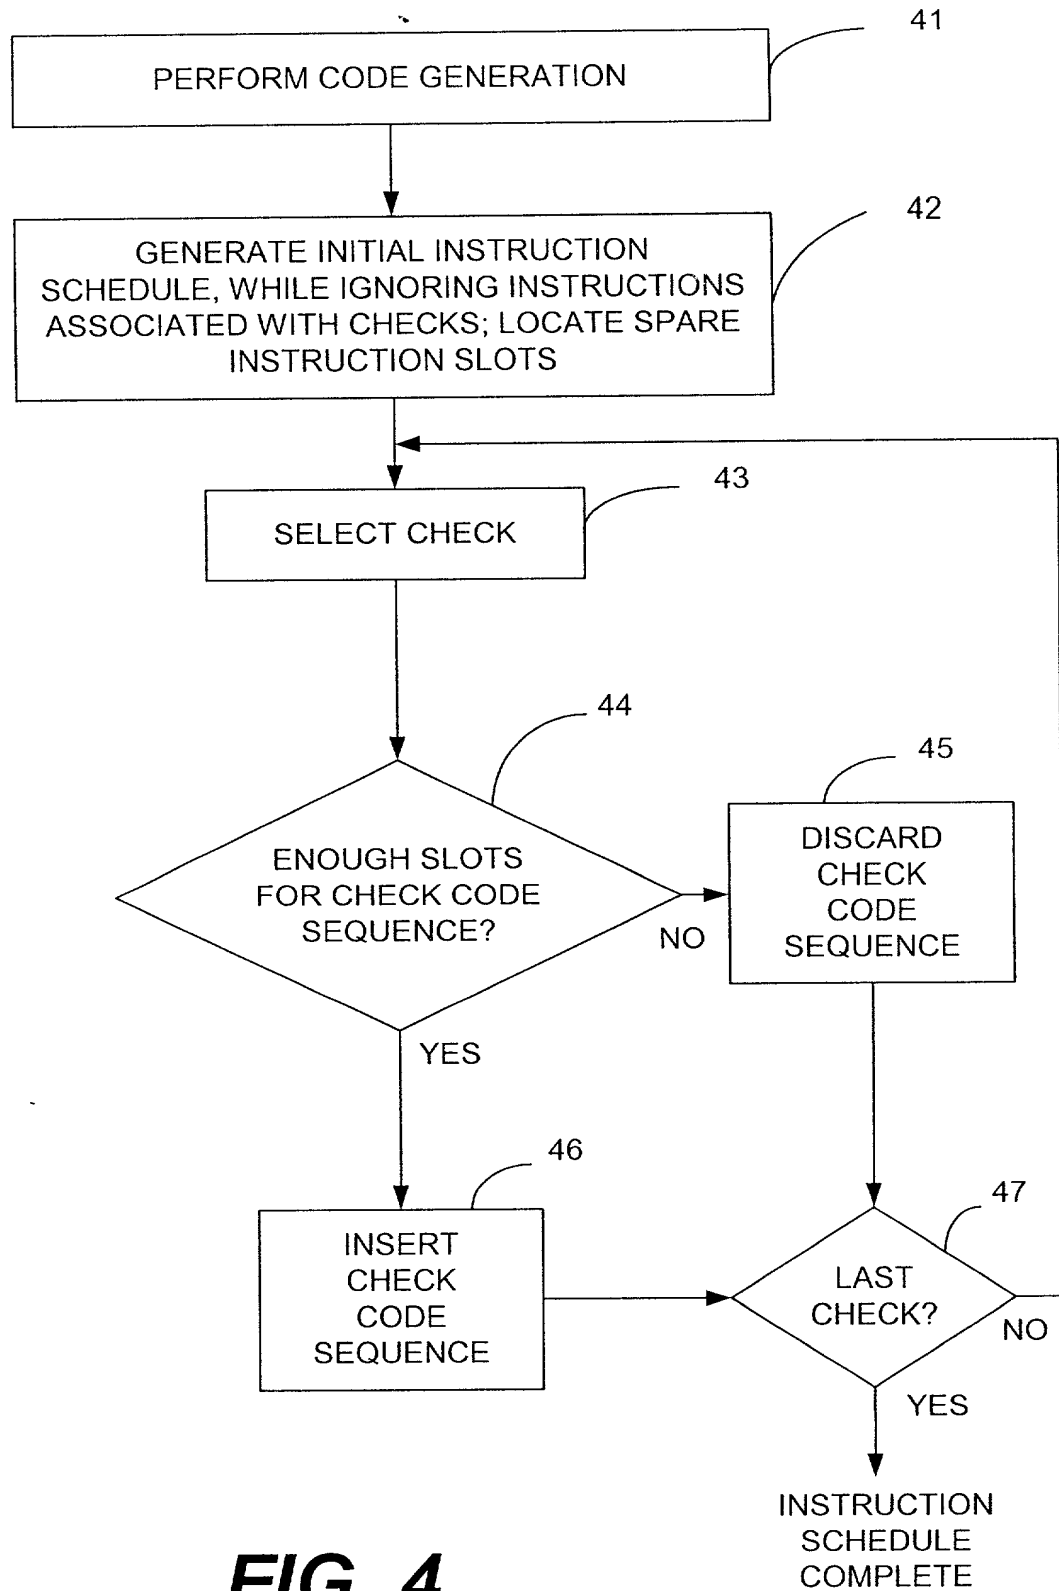 41
PERFORM CODE GENERATION
42
GENERATE INITIAL INSTRUCTION
SCHEDULE, WHILE IGNORING INSTRUCTIONS
ASSOCIATED WITH CHECKS; LOCATE SPARE
INSTRUCTION SLOTS
43
SELECT CHECK
44
ENOUGH SLOTS
FOR CHECK CODE
SEQUENCE?
NO
YES
45
DISCARD
CHECK
CODE
SEQUENCE
46
INSERT
CHECK
CODE
SEQUENCE
47
LAST
CHECK?
NO
YES
INSTRUCTION
SCHEDULE
COMPLETE
FIG. 4